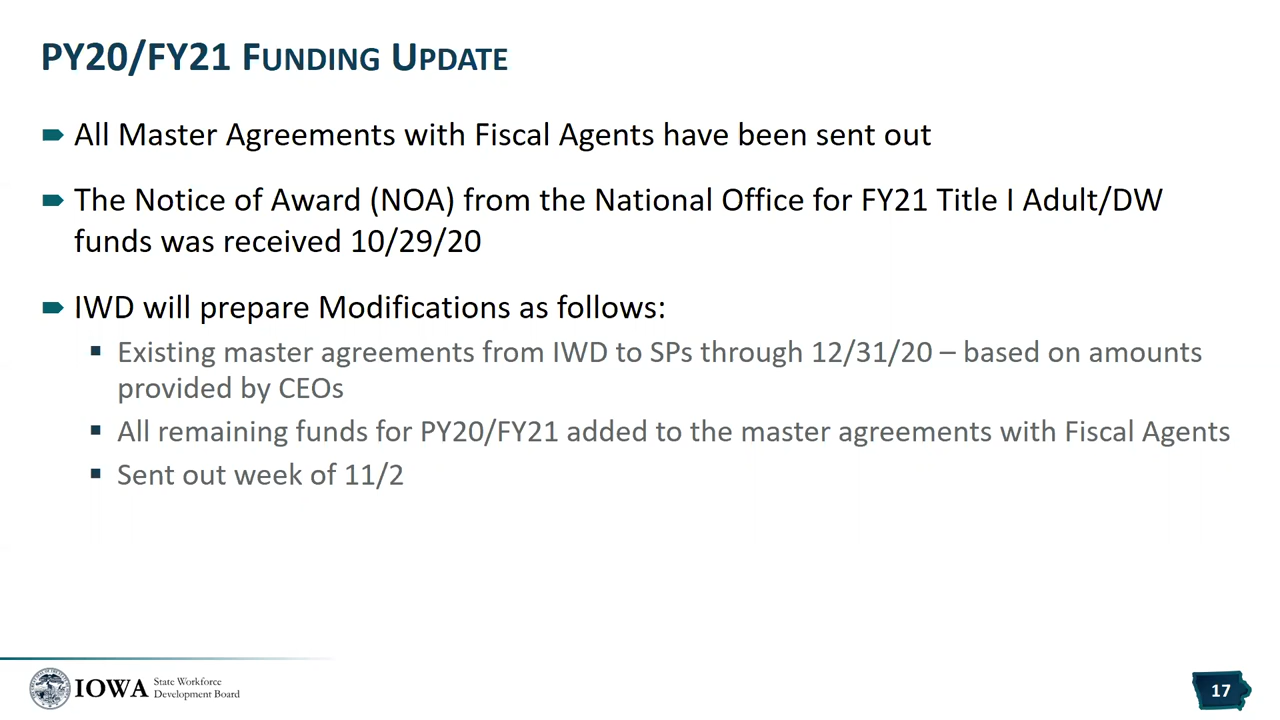 PY20/FY21 FUNDING UPDATE
All Master Agreements with Fiscal Agents have been sent out
The Notice of Award (NOA) from the National Office for FY21 Title I Adult/DW
funds was received 10/29/20
IWD will prepare Modifications as follows:
Existing master agreements from IWD to SPs through 12/31/20 – based on amounts
provided by CEOs
All remaining funds for PY20/FY21 added to the master agreements with Fiscal Agents
Sent out week of 11/2
IOWA State Workforce
Development Board
17